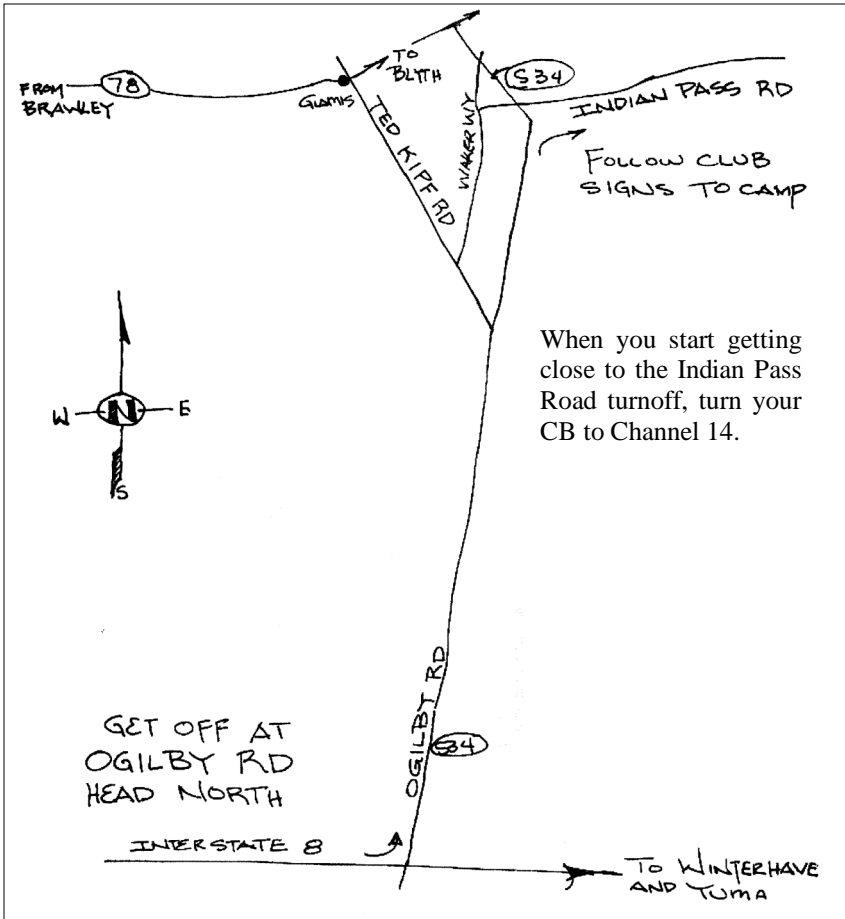 TO
BLYTH
S34
FROM
BRAWLEY
78
Glamis
INDIAN PASS RD
TED KIPF RD
WAKER WY
FOLLOW CLUB
SIGNS TO CAMP
When you start getting
close to the Indian Pass
Road turnoff, turn your
CB to Channel 14.
N
W
E
S
OGILBY RD
S34
GET OFF AT
OGILBY RD
HEAD NORTH
INTERSTATE 8
TO WINTERHAVE
AND YUMA